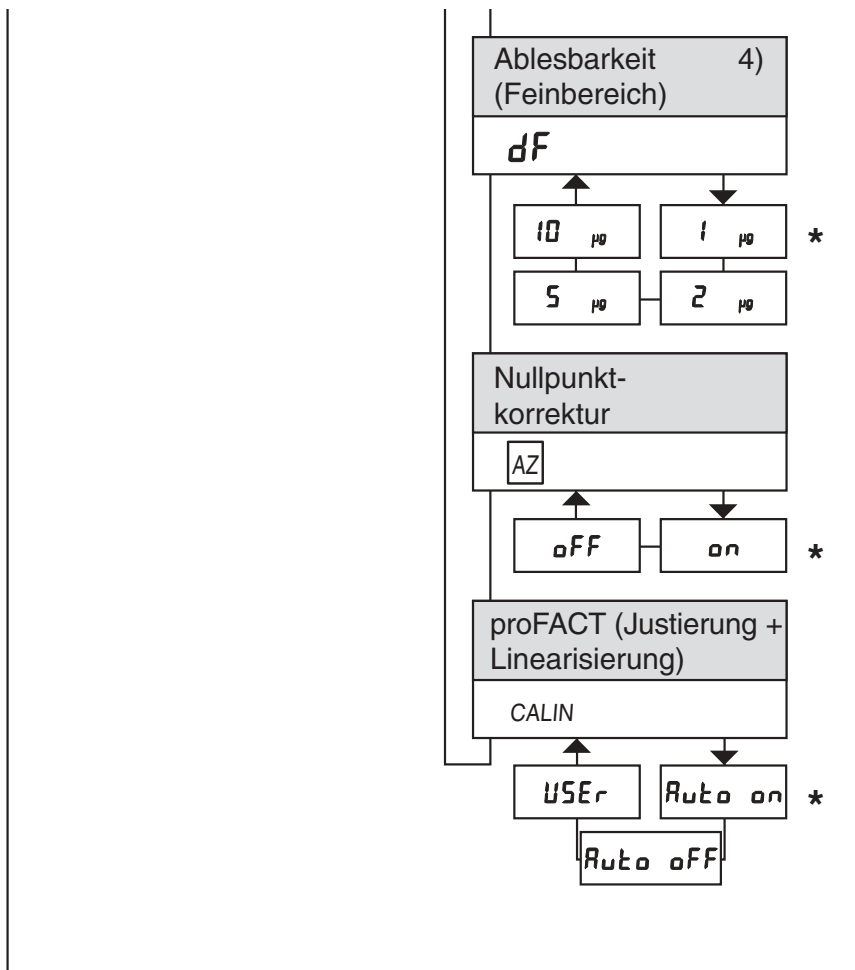 Ablesbarkeit 4)
(Feinbereich)
dF
10 µg 1 µg *
5 µg 2 µg
Nullpunkt-
korrektur
AZ
oFF on *
proFACT (Justierung +
Linearisierung)
CALIN
USEr Auto on *
Auto oFF